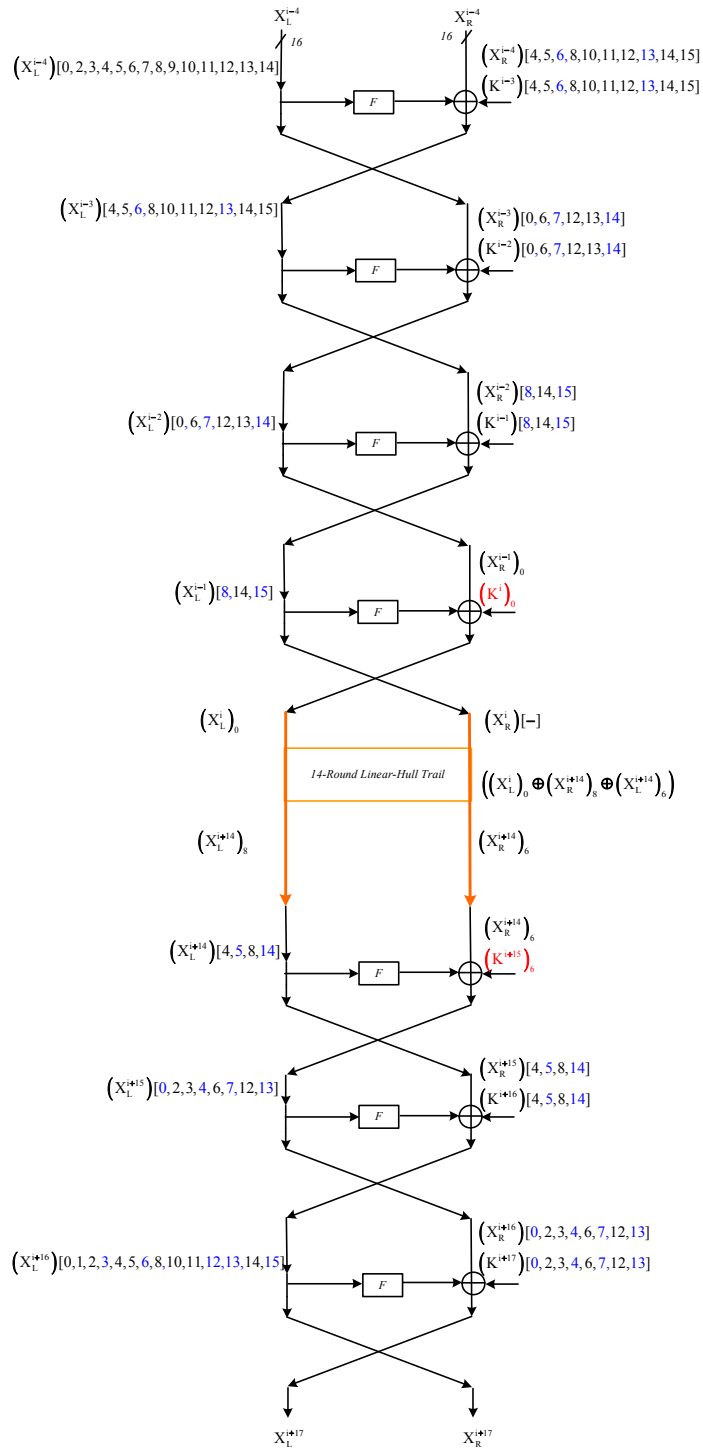 X_L^{i−4} X_R^{i−4}
16 16
(X_L^{i−4})[0,2,3,4,5,6,7,8,9,10,11,12,13,14] (X_R^{i−4})[4,5,6,8,10,11,12,13,14,15]
F (K^{i−3})[4,5,6,8,10,11,12,13,14,15]
(X_L^{i−3})[4,5,6,8,10,11,12,13,14,15] (X_R^{i−3})[0,6,7,12,13,14]
F (K^{i−2})[0,6,7,12,13,14]
(X_L^{i−2})[0,6,7,12,13,14] (X_R^{i−2})[8,14,15]
F (K^{i−1})[8,14,15]
(X_L^{i−1})[8,14,15] (X_R^{i−1})_0
F (K^i)_0
(X_L^i)_0 (X_R^i)[−]
14-Round Linear-Hull Trail ((X_L^i)_0⊕(X_R^{i+14})_8⊕(X_L^{i+14})_6)
(X_L^{i+14})_8 (X_R^{i+14})_6
(X_L^{i+14})[4,5,8,14] (X_R^{i+14})_6
F (K^{i+15})_6
(X_L^{i+15})[0,2,3,4,6,7,12,13] (X_R^{i+15})[4,5,8,14]
F (K^{i+16})[4,5,8,14]
(X_L^{i+16})[0,1,2,3,4,5,6,8,10,11,12,13,14,15] (X_R^{i+16})[0,2,3,4,6,7,12,13]
F (K^{i+17})[0,2,3,4,6,7,12,13]
X_L^{i+17} X_R^{i+17}